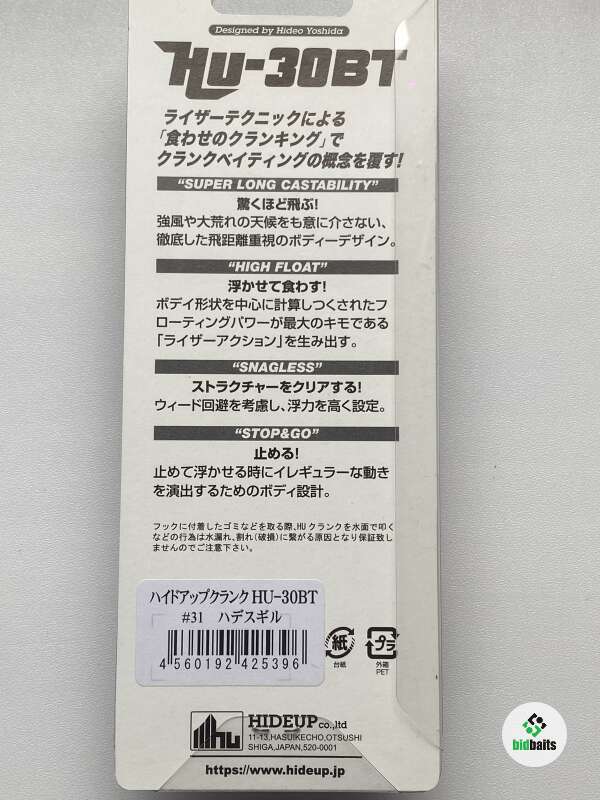 Designed by Hideo Yoshida
HU-30BT
ライザーテクニックによる
「食わせのクランキング」で
クランクベイティングの概念を覆す!
"SUPER LONG CASTABILITY"
驚くほど飛ぶ!
強風や大荒れの天候をも意に介さない、
徹底した飛距離重視のボディーデザイン。
"HIGH FLOAT"
浮かせて食わす!
ボデイ形状を中心に計算しつくされたフ
ローティングパワーが最大のキモである
「ライザーアクション」を生み出す。
"SNAGLESS"
ストラクチャーをクリアする!
ウィード回避を考慮し、浮力を高く設定。
"STOP&GO"
止める!
止めて浮かせる時にイレギュラーな動き
を演出するためのボディ設計。
フックに付着したゴミなどを取る際、HUクランクを水面で叩く
などの行為は水漏れ、割れ(破損)に繋がる原因となり保証致し
ませんのでご注意下さい。
ハイドアップクランク HU-30BT
#31 ハデスギル
4 560192 425396
紙
台紙
プラ
外箱
PET
hu
HIDEUP co.,ltd
11-13,HASUIKECHO,OTSUSHI
SHIGA,JAPAN,520-0001
https://www.hideup.jp
bidbaits